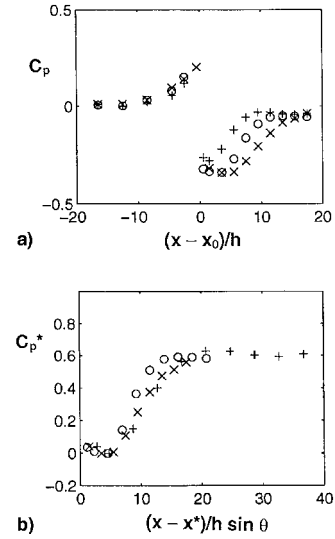 0.5
C_p
0
-0.5
-20 -10 0 10 20
a)
(x – x_0)/h
0.8
C_p*
0.6
0.4
0.2
0
-0.2
0 10 20 30 40
b)
(x – x*)/h sin θ